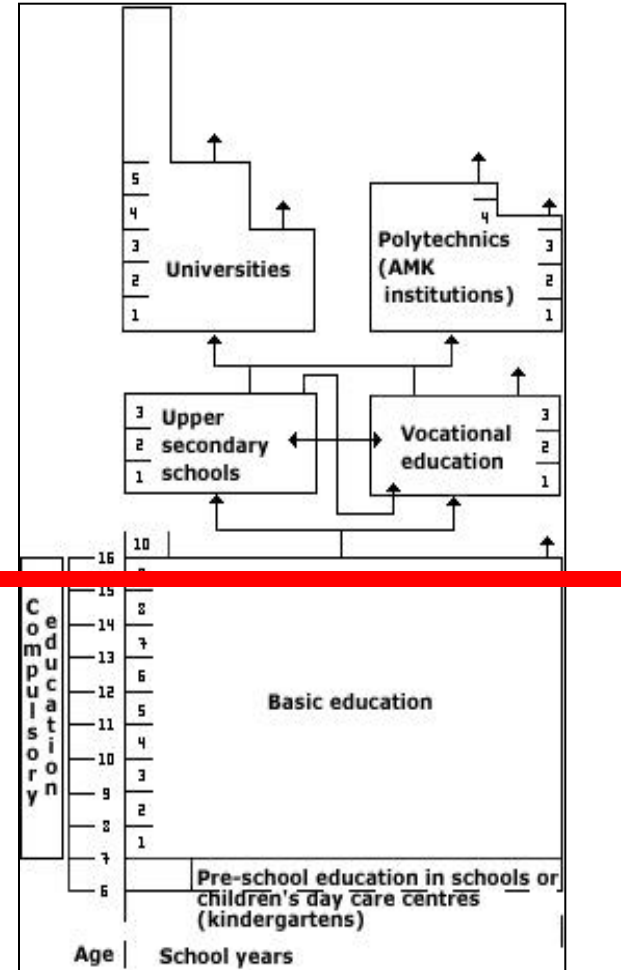 5
4
3
2
1
Universities
4
3
2
1
Polytechnics
(AMK
institutions)
3
2
1
Upper
secondary
schools
Vocational
education
3
2
1
10
16
15
14
13
12
11
10
9
8
7
6
8
7
6
5
4
3
2
1
Compulsory
education
Basic education
Pre-school education in schools or
children's day care centres
(kindergartens)
Age
School years